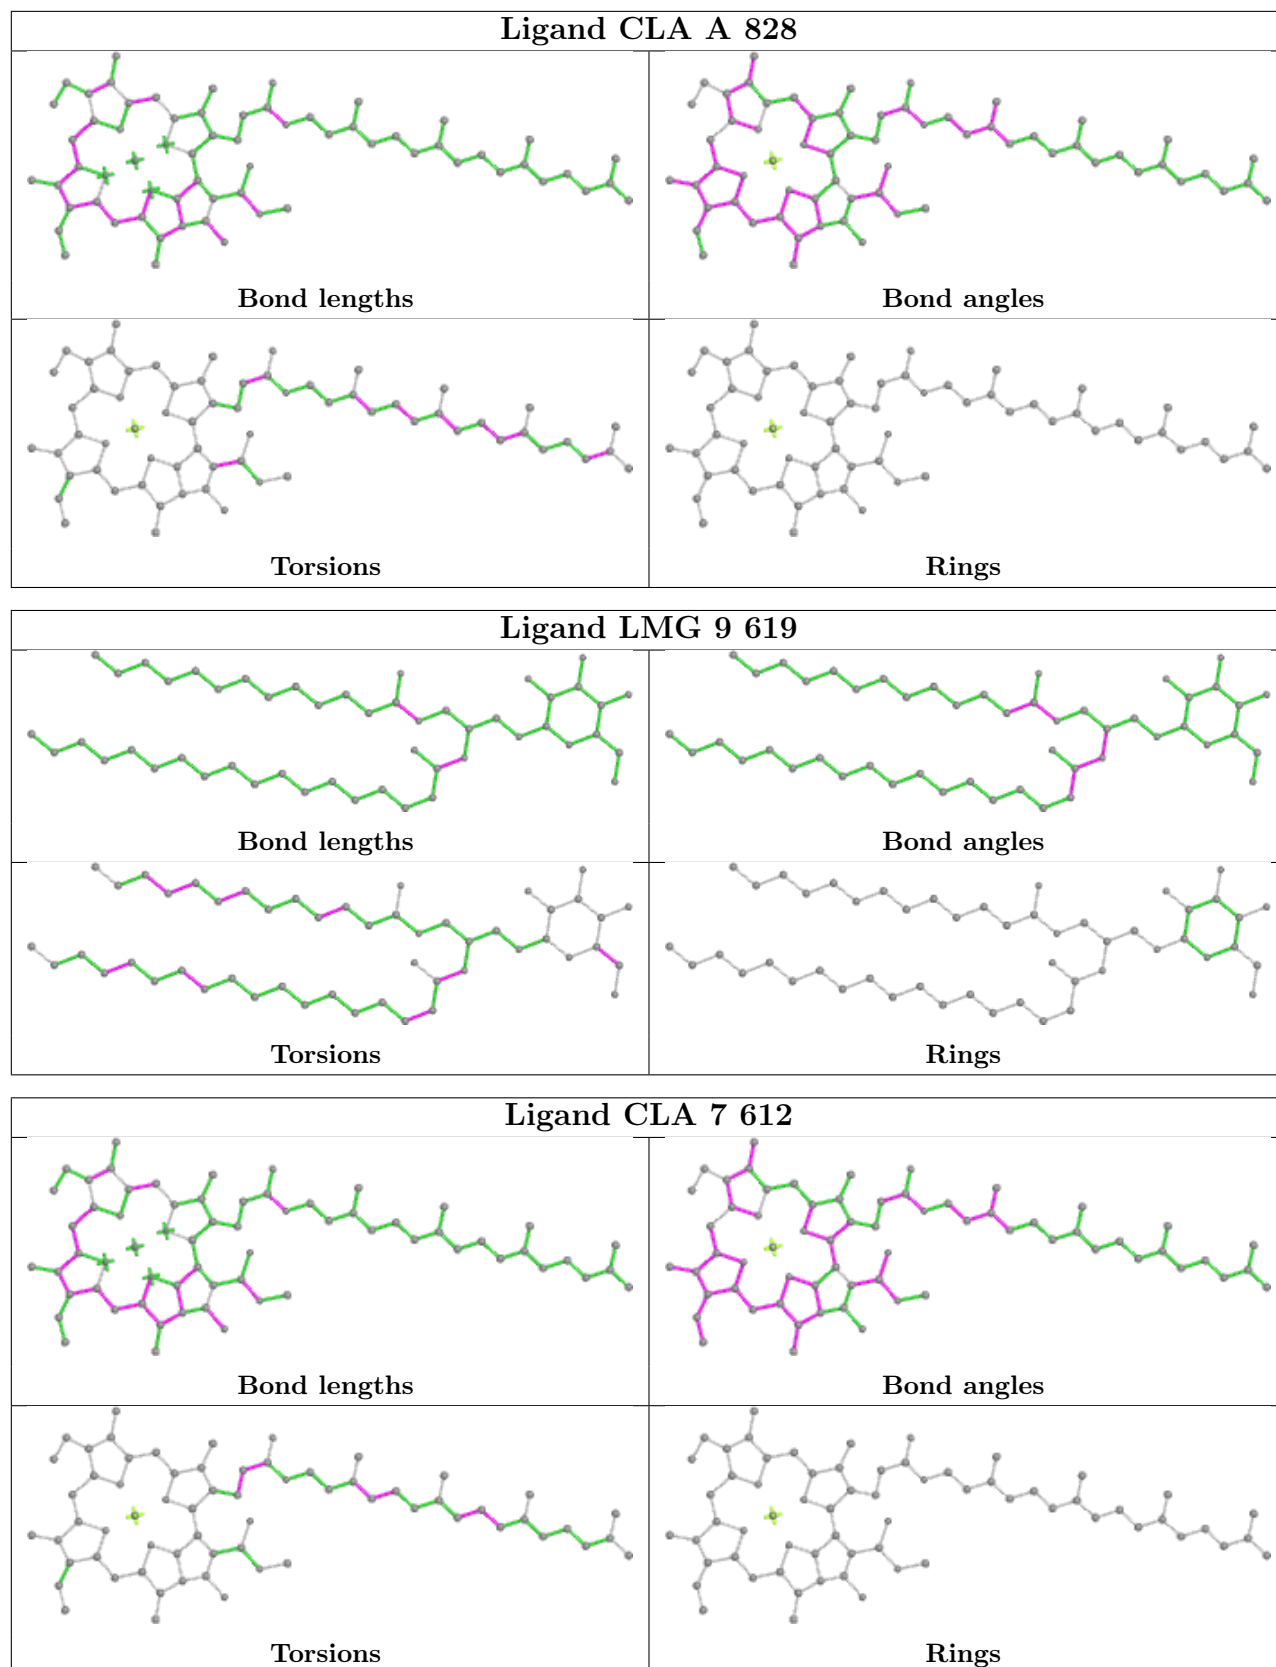 Ligand CLA A 828
Bond lengths
Bond angles
Torsions
Rings
Ligand LMG 9 619
Bond lengths
Bond angles
Torsions
Rings
Ligand CLA 7 612
Bond lengths
Bond angles
Torsions
Rings